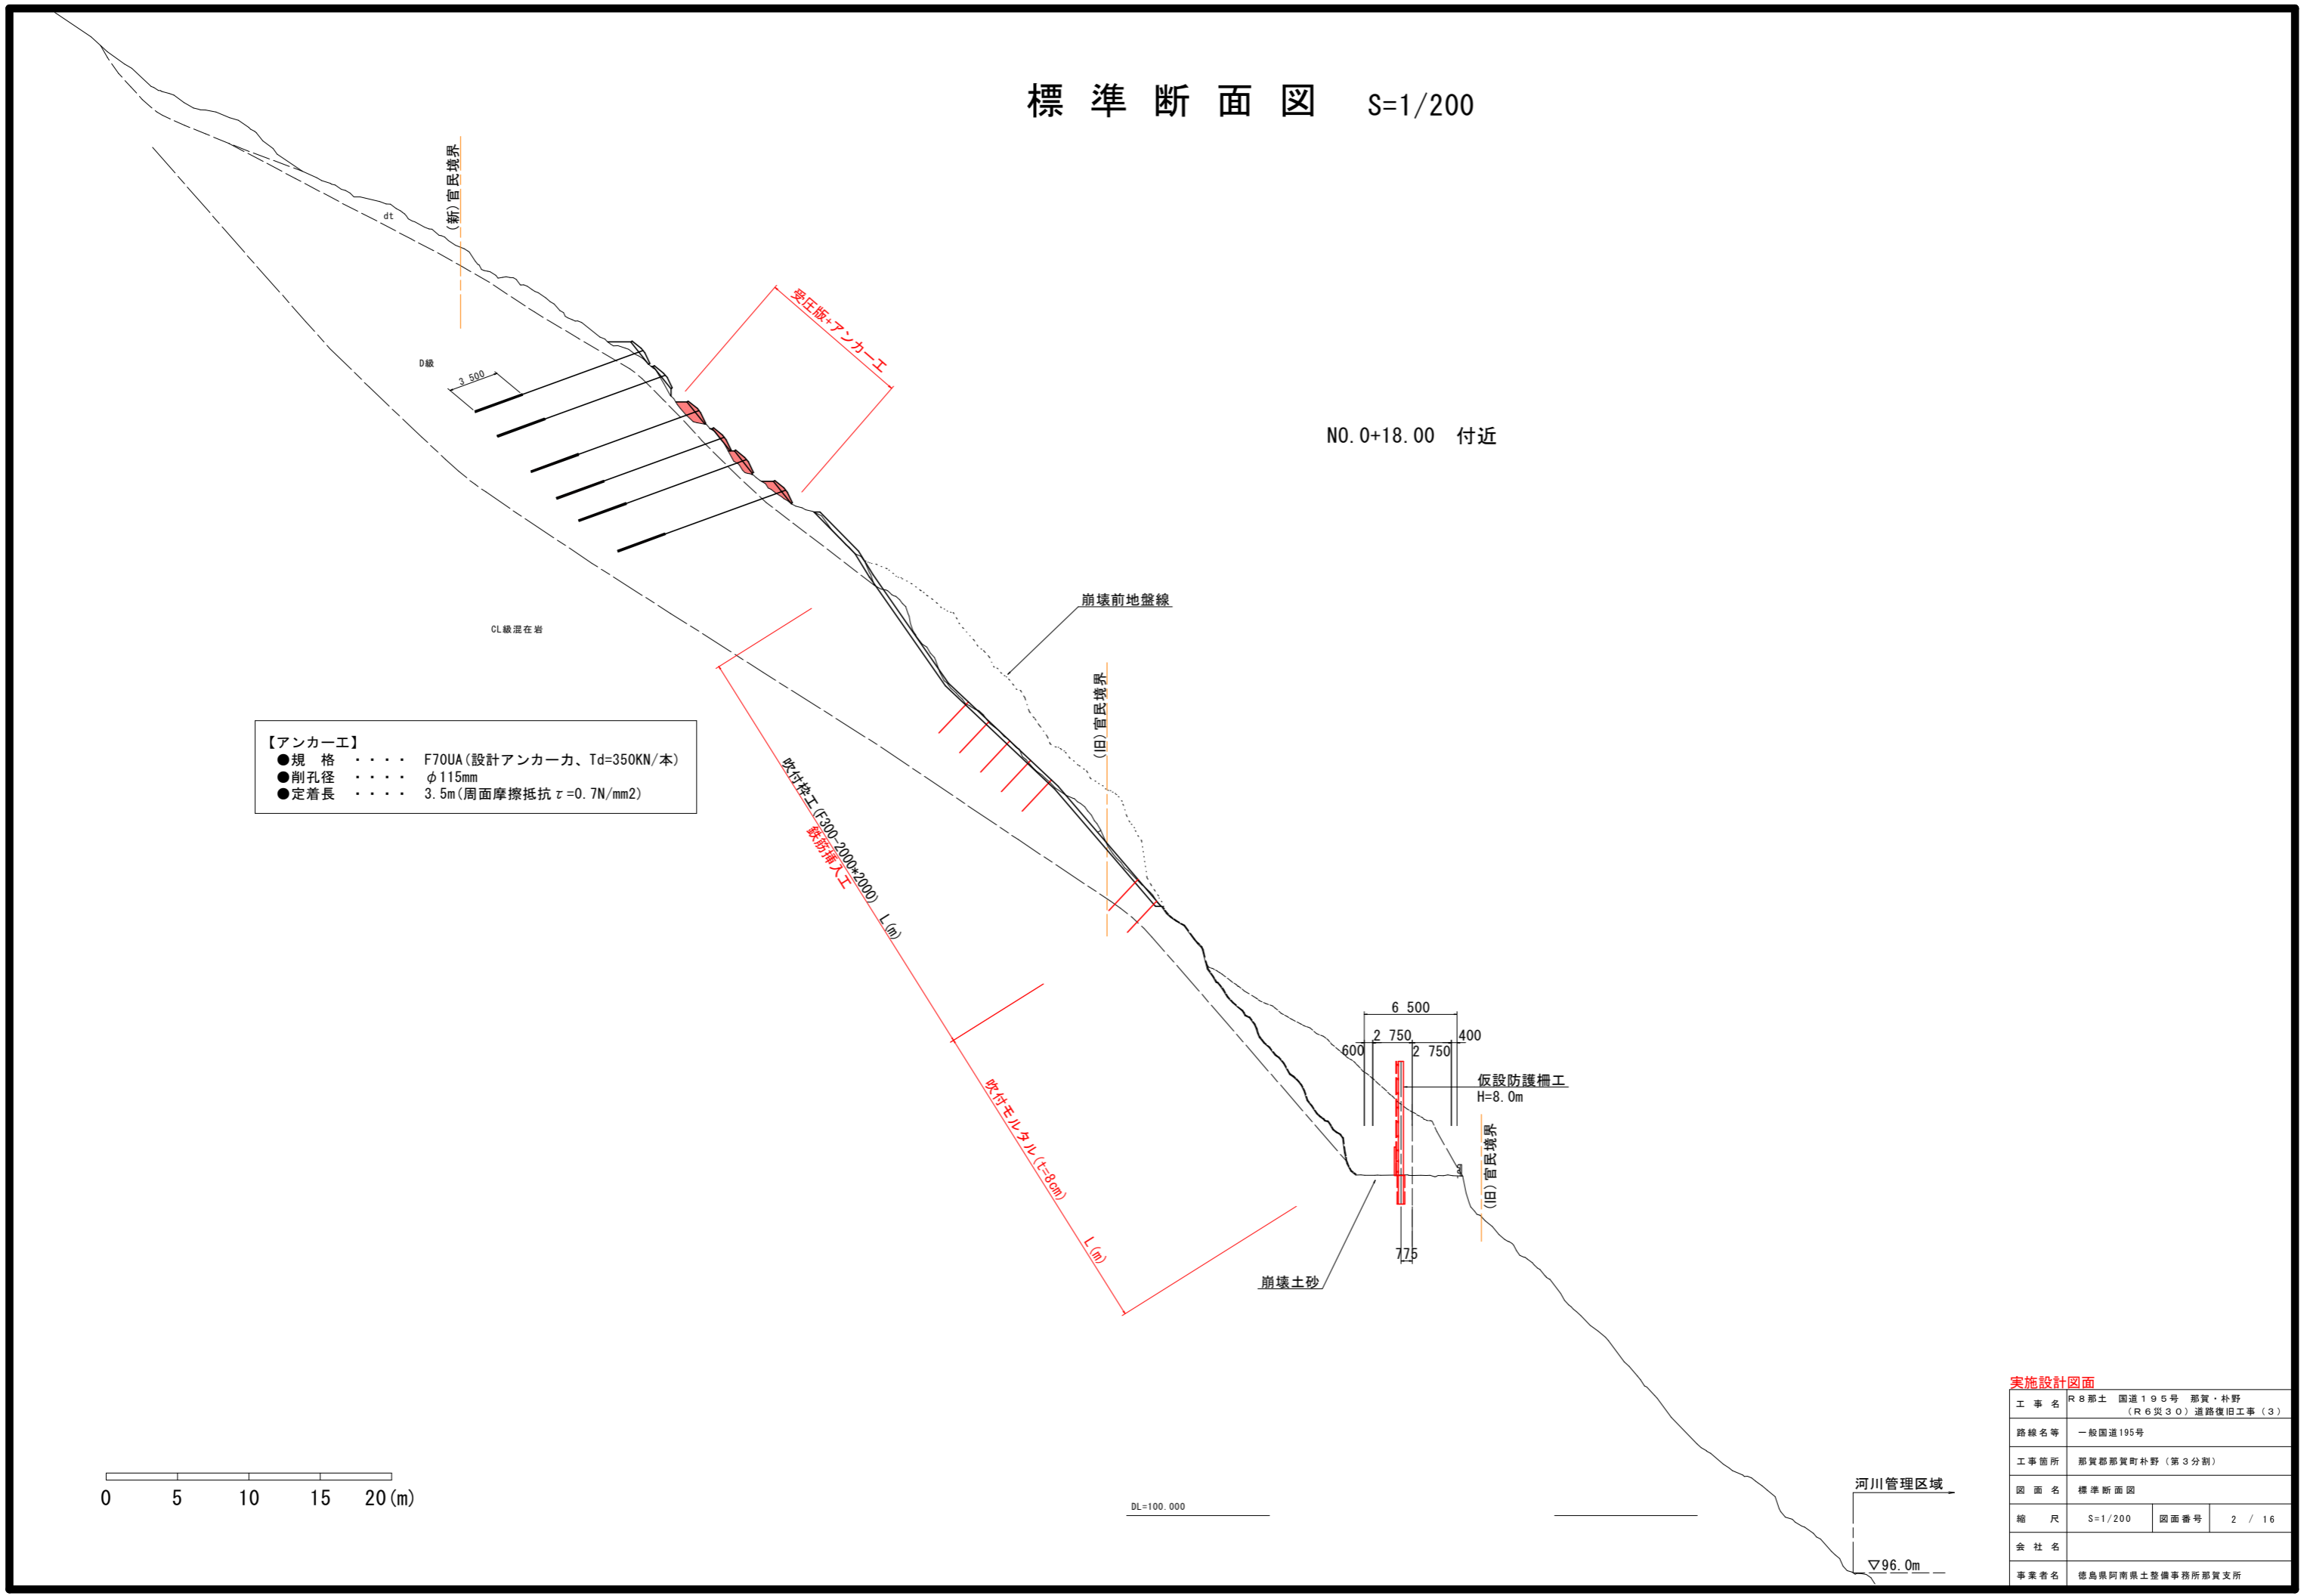 標準断面図 S=1/200
(新)官民境界
dt
受圧版+アンカー工
D級
3 500
NO.0+18.00 付近
崩壊前地盤線
CL級混在岩
(旧)官民境界
【アンカー工】
●規 格 ・・・・ F70UA(設計アンカー力、Td=350KN/本)
●削孔径 ・・・・ φ115mm
●定着長 ・・・・ 3.5m(周面摩擦抵抗τ=0.7N/mm2)
吹付枠工(F300-2000*2000) L(m)
鉄筋挿入工
6 500
600
2 750
2 750
400
仮設防護柵工
H=8.0m
吹付モルタル(t=8cm) L(m)
(旧)官民境界
775
崩壊土砂
0 5 10 15 20(m)
DL=100.000
河川管理区域
▽96.0m
実施設計図面
工事名 R8那土 国道195号 那賀・朴野
(R6災30)道路復旧工事(3)
路線名等 一般国道195号
工事箇所 那賀郡那賀町朴野(第3分割)
図面名 標準断面図
縮尺 S=1/200 図面番号 2 / 16
会社名
事業者名 徳島県阿南県土整備事務所那賀支所